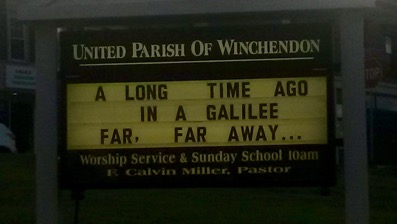 United Parish Of Winchendon
A LONG TIME AGO
IN A GALILEE
FAR, FAR AWAY...
Worship Service & Sunday School 10am
F. Calvin Miller, Pastor
STOP